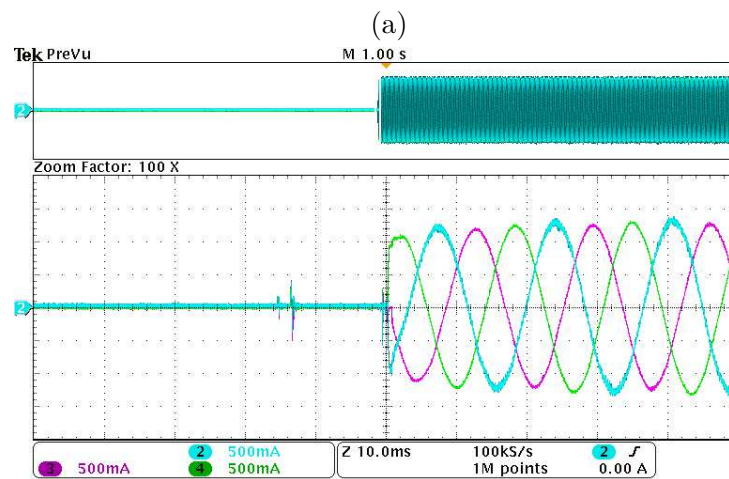 (a)
Tek PreVu M 1.00 s
2
Zoom Factor: 100 X
2
2 500mA Z 10.0ms 100kS/s 2
3 500mA 4 500mA 1M points 0.00 A